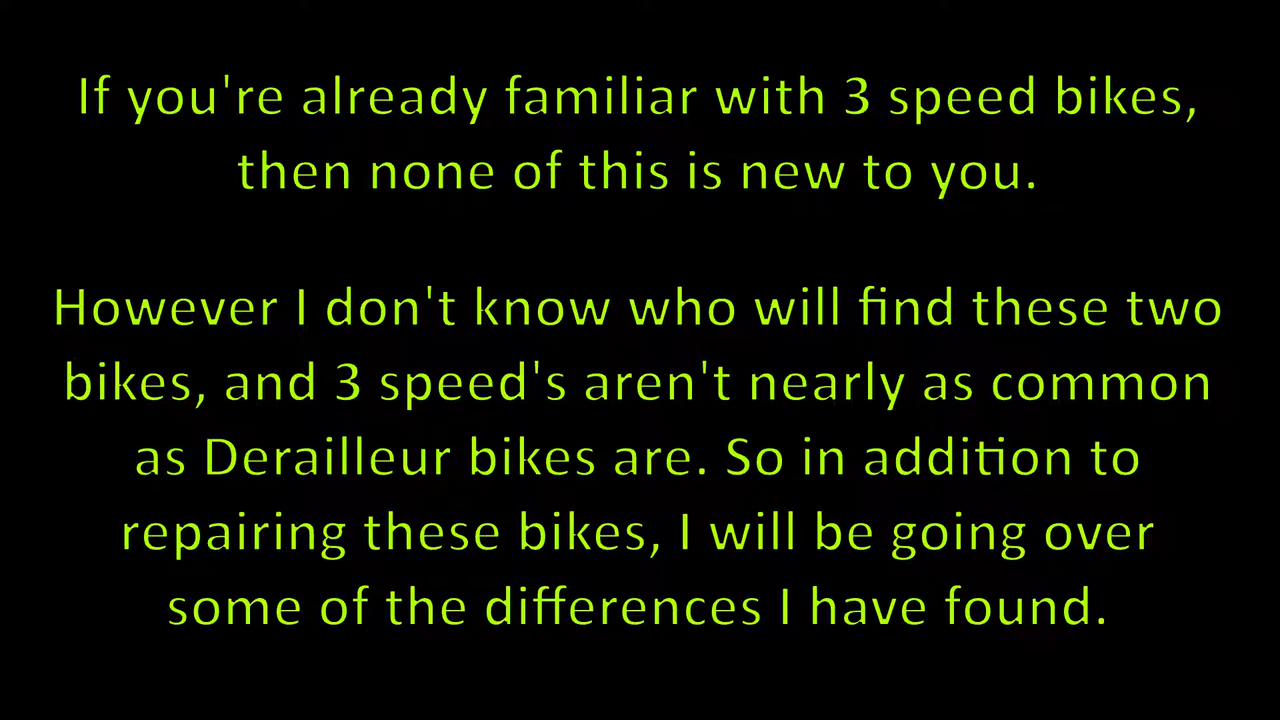 If you're already familiar with 3 speed bikes,
then none of this is new to you.
However I don't know who will find these two
bikes, and 3 speed's aren't nearly as common
as Derailleur bikes are. So in addition to
repairing these bikes, I will be going over
some of the differences I have found.